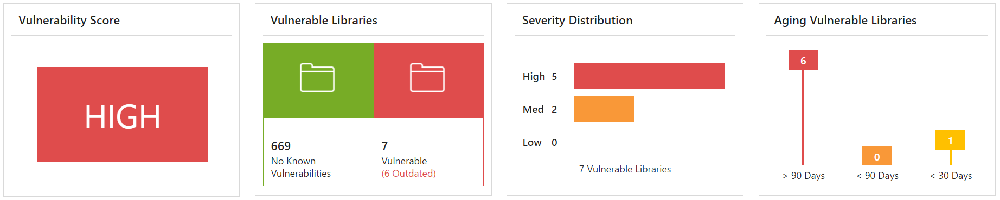 Vulnerability Score
HIGH
Vulnerable Libraries
669
No Known
Vulnerabilities
7
Vulnerable
(6 Outdated)
Severity Distribution
High 5
Med 2
Low 0
7 Vulnerable Libraries
Aging Vulnerable Libraries
6
0
1
> 90 Days
< 90 Days
< 30 Days